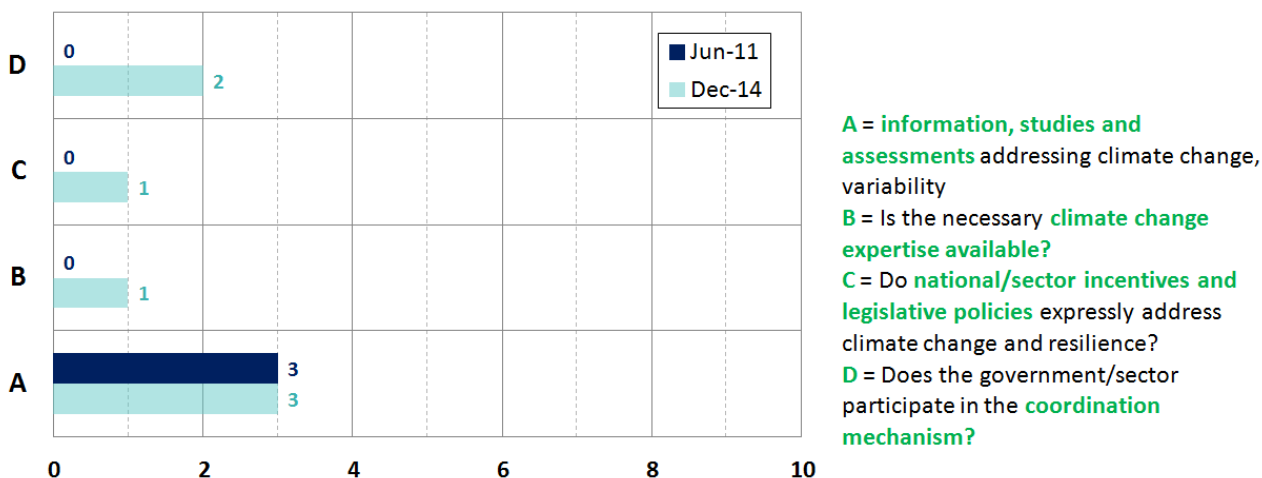 D
0
2
Jun-11
Dec-14
C
0
1
B
0
1
A
3
3
0 2 4 6 8 10
A = information, studies and
assessments addressing climate change,
variability
B = Is the necessary climate change
expertise available?
C = Do national/sector incentives and
legislative policies expressly address
climate change and resilience?
D = Does the government/sector
participate in the coordination
mechanism?